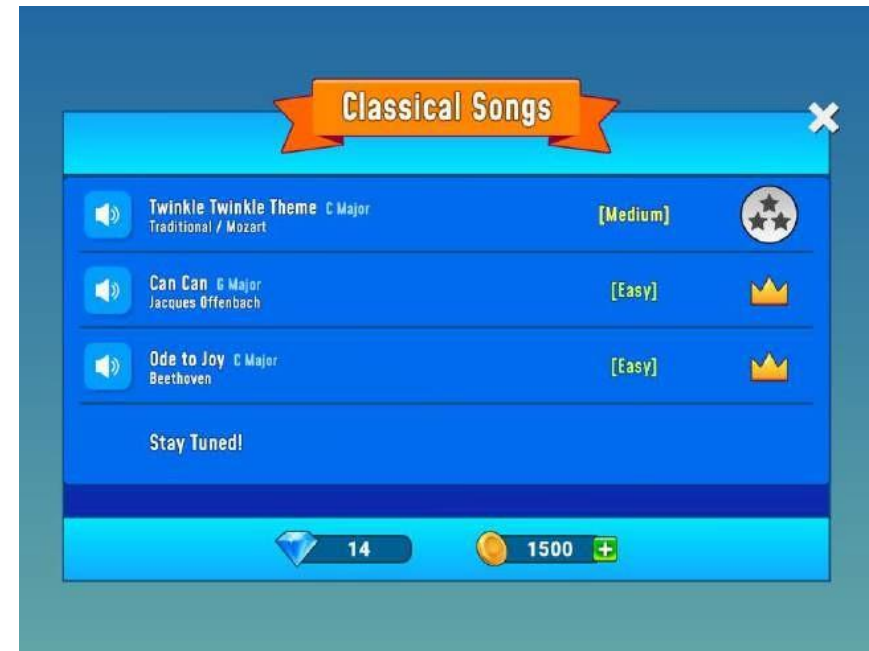 Classical Songs
Twinkle Twinkle Theme C Major
Traditional / Mozart
[Medium]
Can Can G Major
Jacques Offenbach
[Easy]
Ode to Joy C Major
Beethoven
[Easy]
Stay Tuned!
14
1500